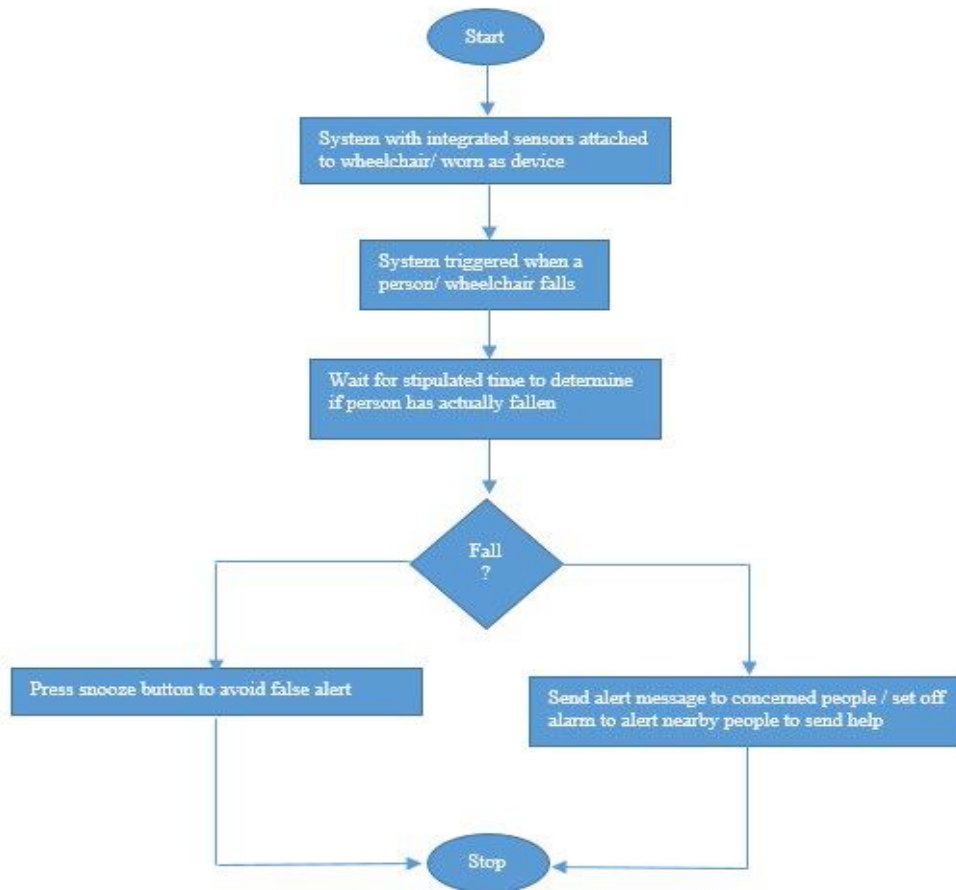 Start
System with integrated sensors attached
to wheelchair/ worn as device
System triggered when a
person/ wheelchair falls
Wait for stipulated time to determine
if person has actually fallen
Fall
?
Press snooze button to avoid false alert
Send alert message to concerned people / set off
alarm to alert nearby people to send help
Stop